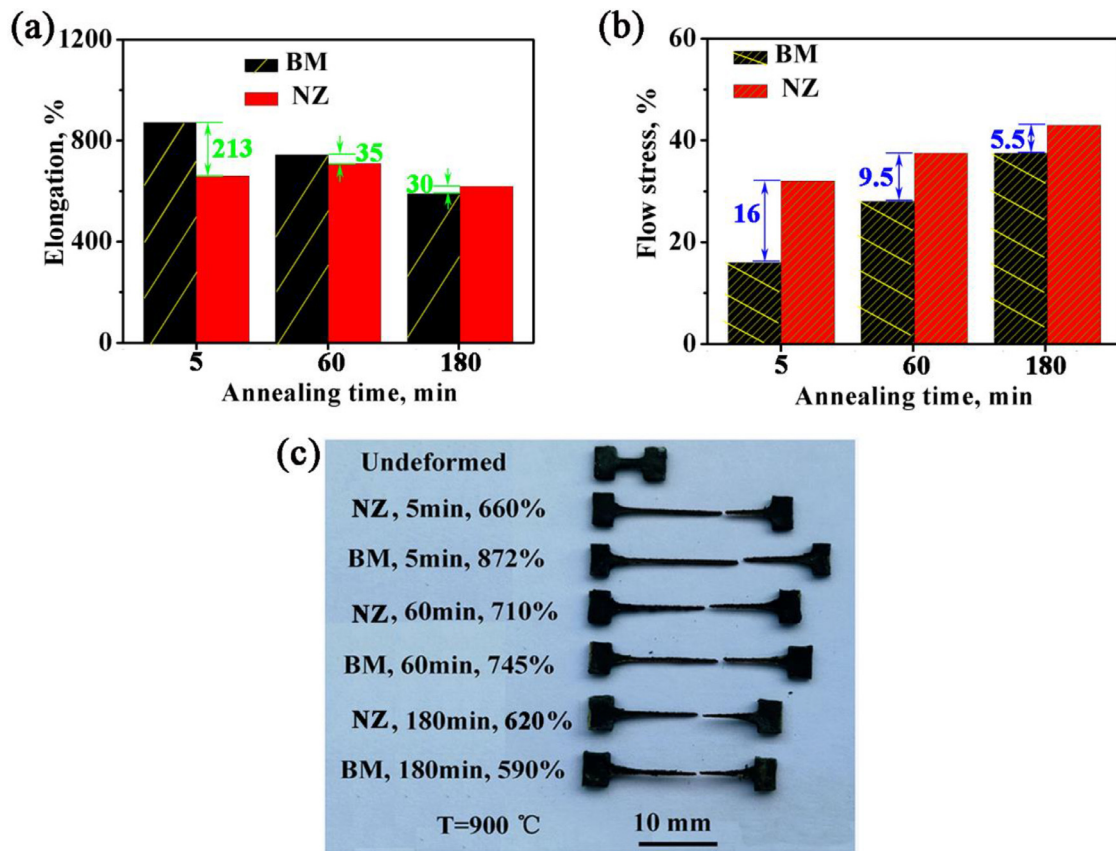 (a)
1200
800
400
0
Elongation, %
BM
NZ
213
35
30
5
60
180
Annealing time, min
(b)
60
40
20
0
Flow stress, %
BM
NZ
16
9.5
5.5
5
60
180
Annealing time, min
(c)
Undeformed
NZ, 5min, 660%
BM, 5min, 872%
NZ, 60min, 710%
BM, 60min, 745%
NZ, 180min, 620%
BM, 180min, 590%
T=900 ℃
10 mm